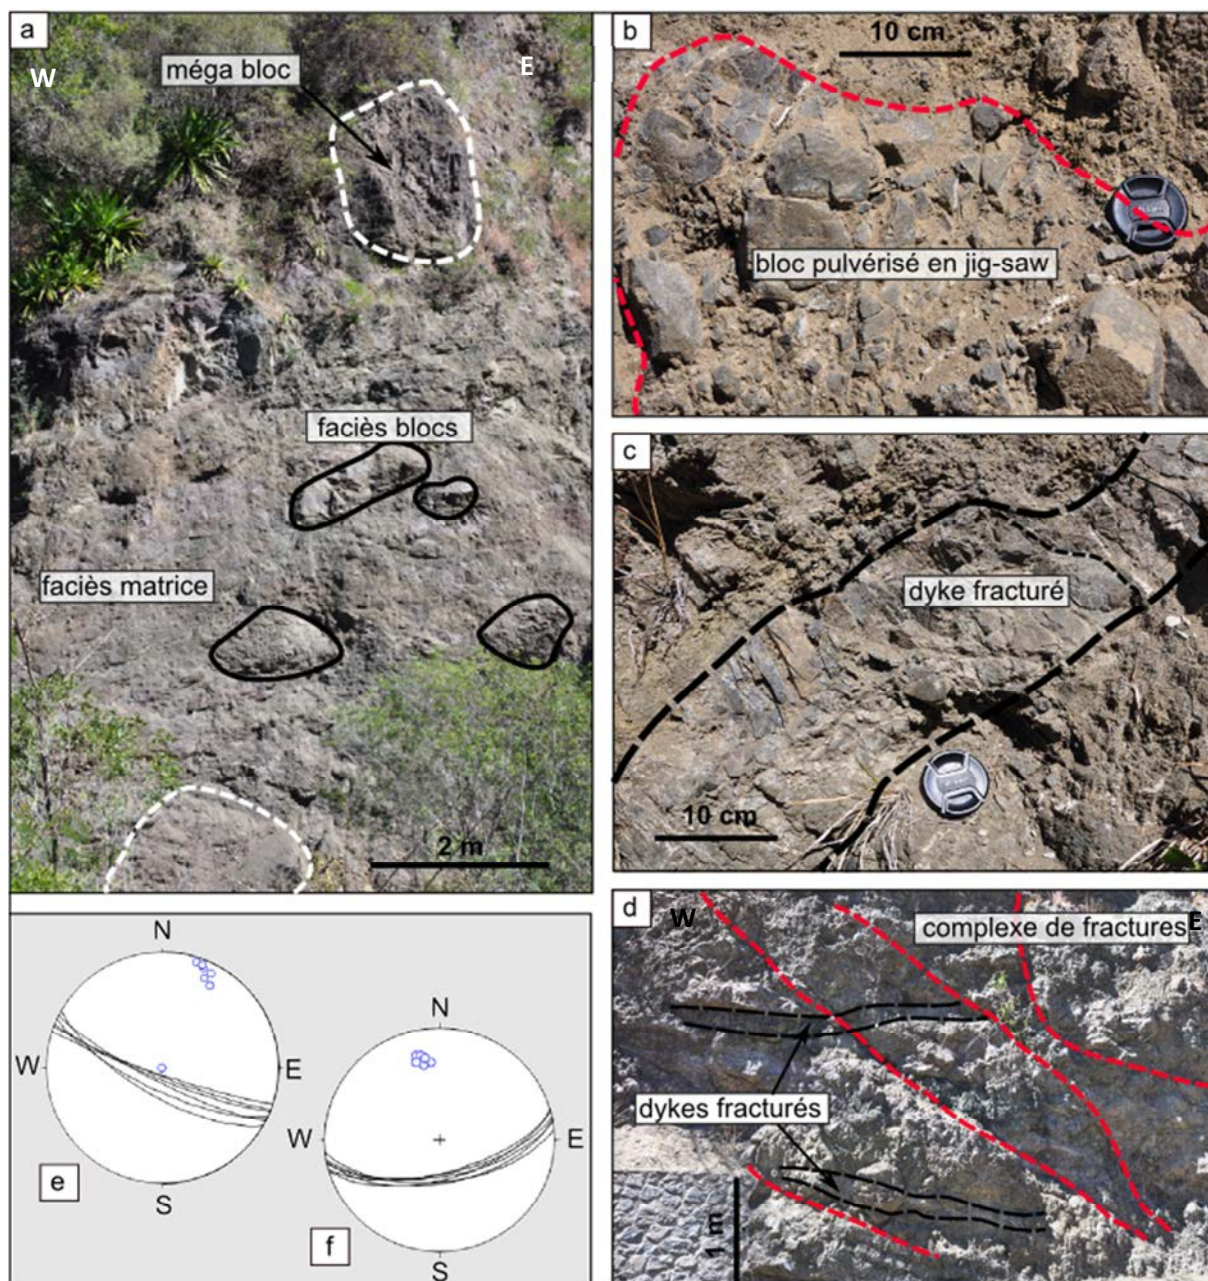 a
W
E
méga bloc
faciès blocs
faciès matrice
2 m
b
10 cm
bloc pulvérisé en jig-saw
c
dyke fracturé
10 cm
d
W
E
complexe de fractures
dykes fracturés
1 m
N
W
E
S
e
N
W
E
S
f